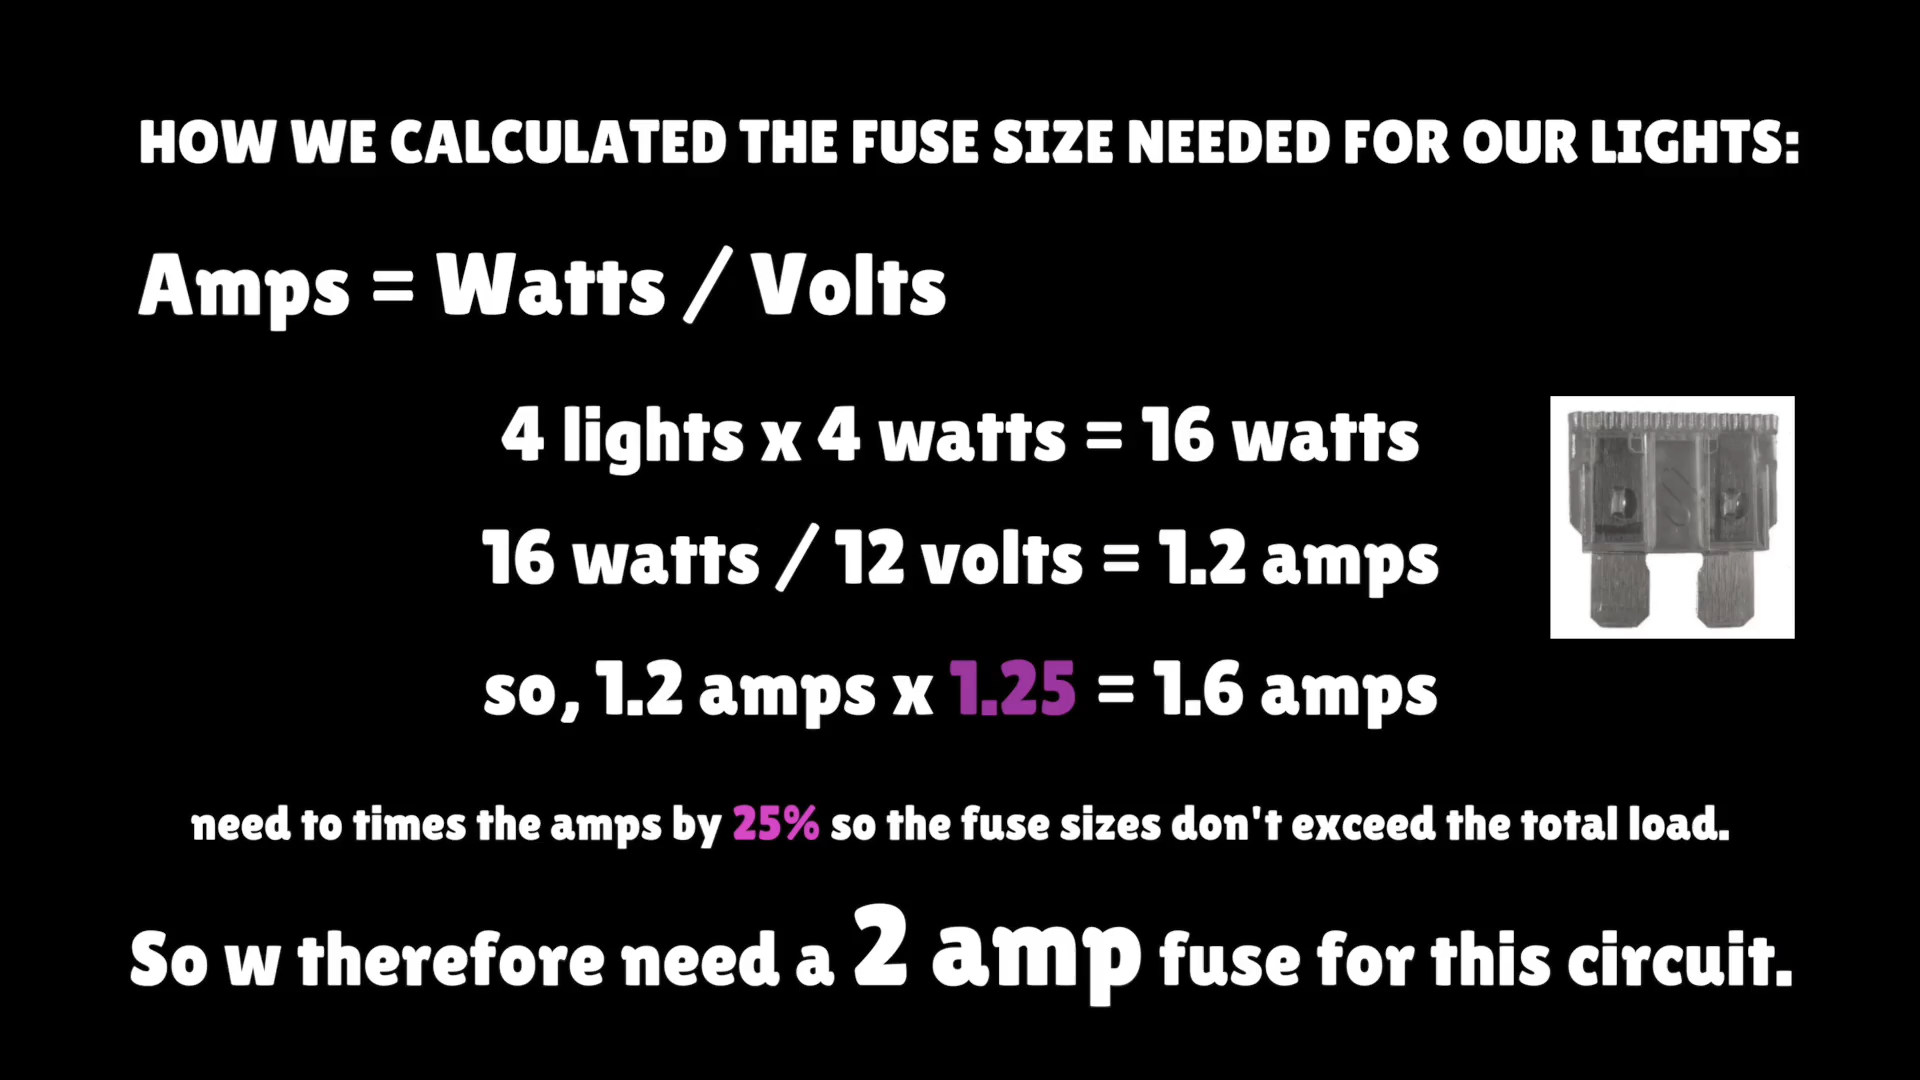 HOW WE CALCULATED THE FUSE SIZE NEEDED FOR OUR LIGHTS:
Amps = Watts / Volts
4 lights x 4 watts = 16 watts
16 watts / 12 volts = 1.2 amps
so, 1.2 amps x 1.25 = 1.6 amps
need to times the amps by 25% so the fuse sizes don't exceed the total load.
So w therefore need a 2 amp fuse for this circuit.